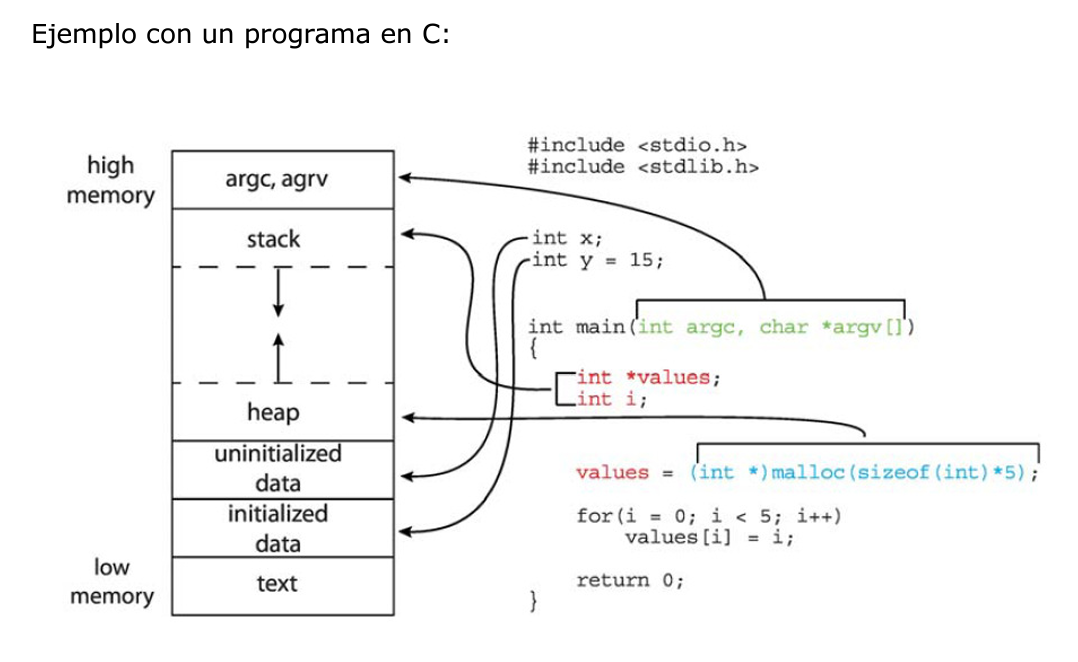 Ejemplo con un programa en C:
high
memory
argc, agrv
stack
heap
uninitialized
data
initialized
data
low
memory
text
#include <stdio.h>
#include <stdlib.h>
int x;
int y = 15;
int main(int argc, char *argv[])
{
int *values;
int i;
values = (int *)malloc(sizeof(int)*5);
for(i = 0; i < 5; i++)
values[i] = i;
return 0;
}